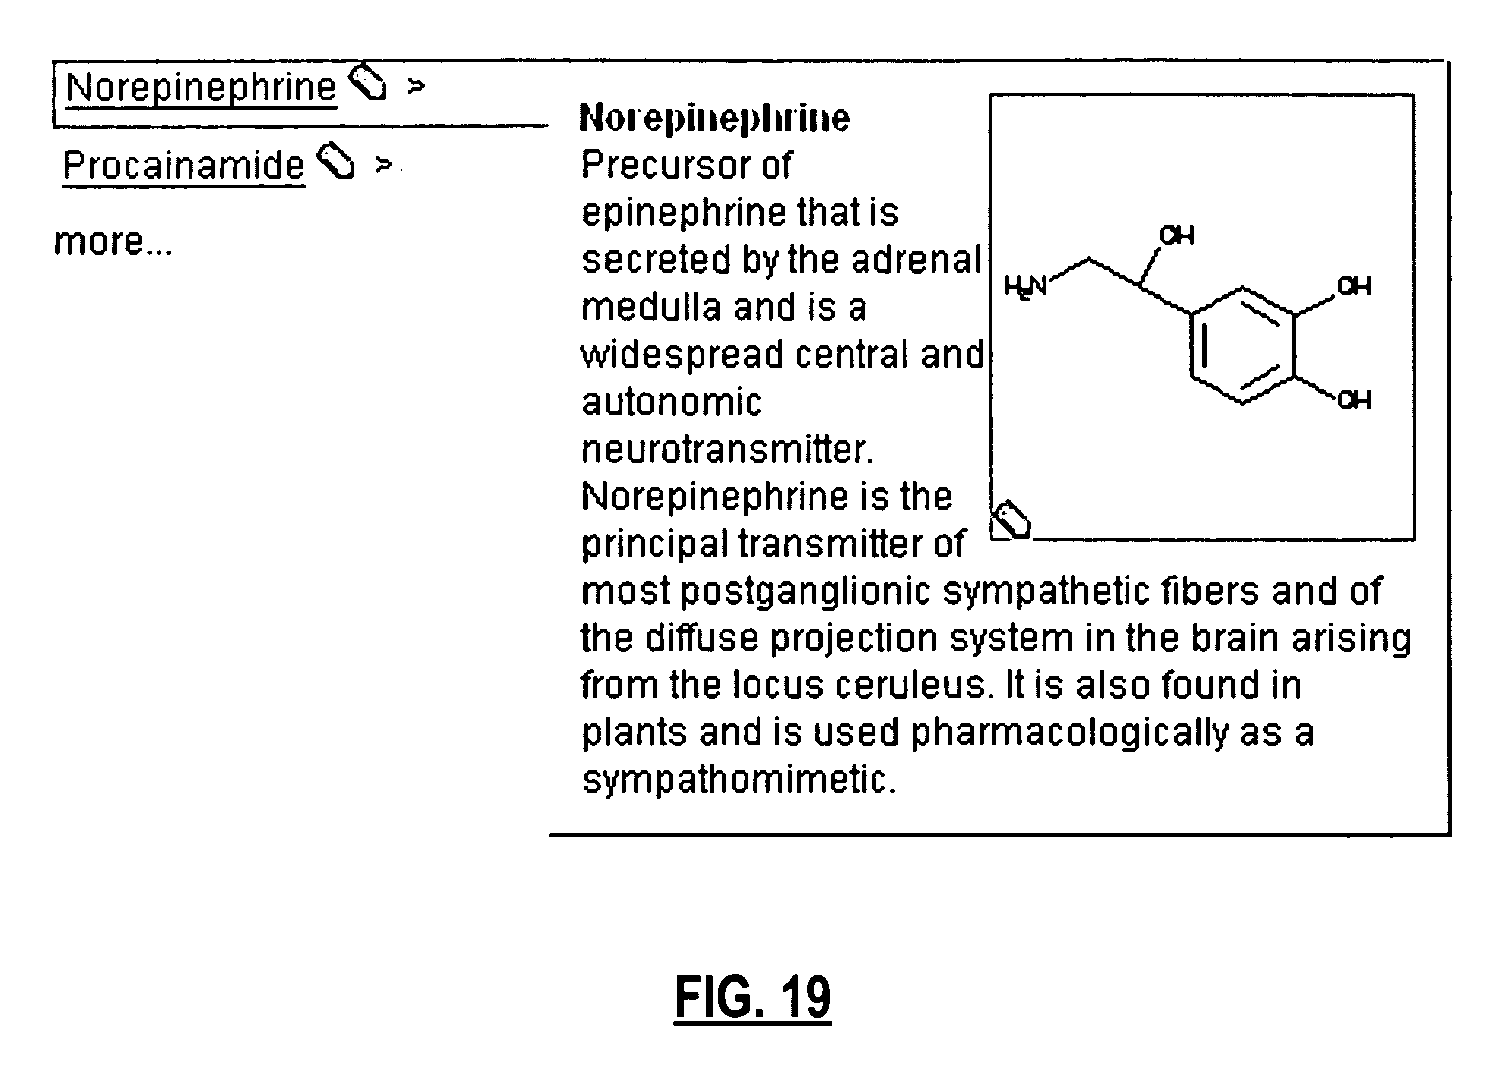 Norepinephrine >
Procainamide >
more...
Norepinephrine
Precursor of
epinephrine that is
secreted by the adrenal
medulla and is a
widespread central and
autonomic
neurotransmitter.
Norepinephrine is the
principal transmitter of
most postganglionic sympathetic fibers and of
the diffuse projection system in the brain arising
from the locus ceruleus. It is also found in
plants and is used pharmacologically as a
sympathomimetic.
OH
H2N
OH
OH
FIG. 19